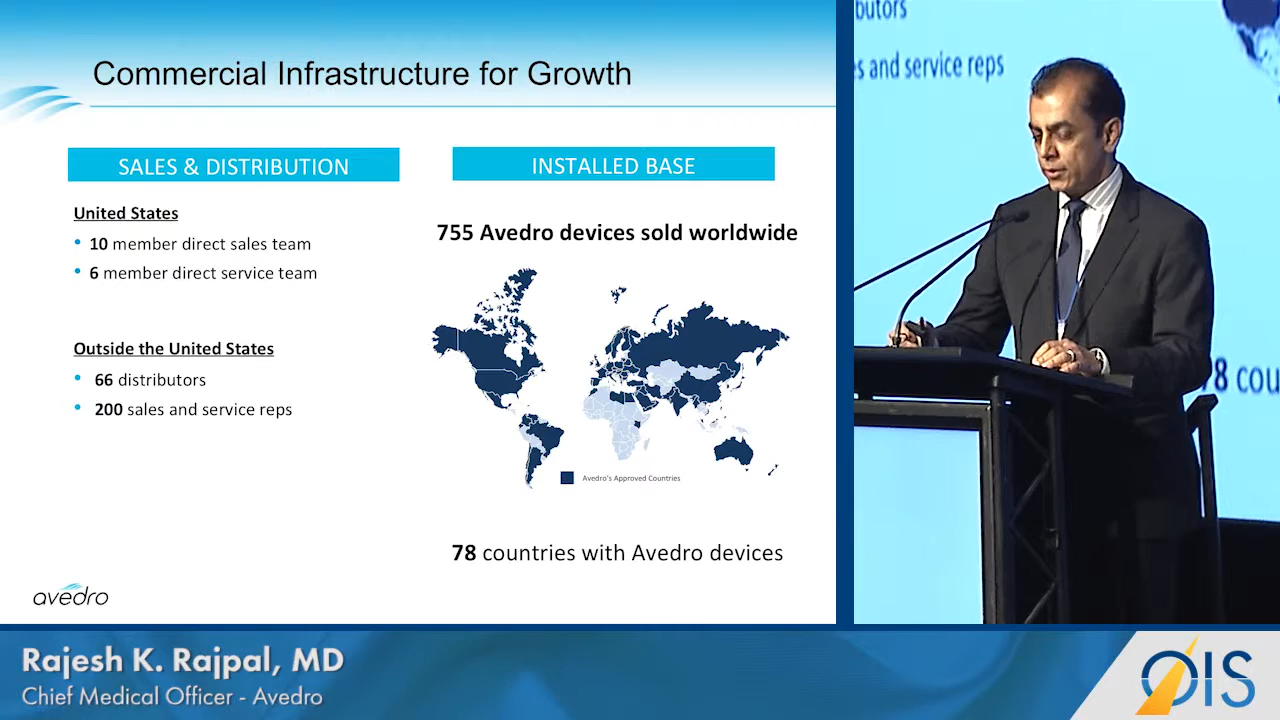 Commercial Infrastructure for Growth
SALES & DISTRIBUTION
United States
• 10 member direct sales team
• 6 member direct service team
Outside the United States
• 66 distributors
• 200 sales and service reps
INSTALLED BASE
755 Avedro devices sold worldwide
Avedro's Approved Countries
78 countries with Avedro devices
avedro
butors
s and service reps
78 cou
Rajesh K. Rajpal, MD
Chief Medical Officer - Avedro
OIS